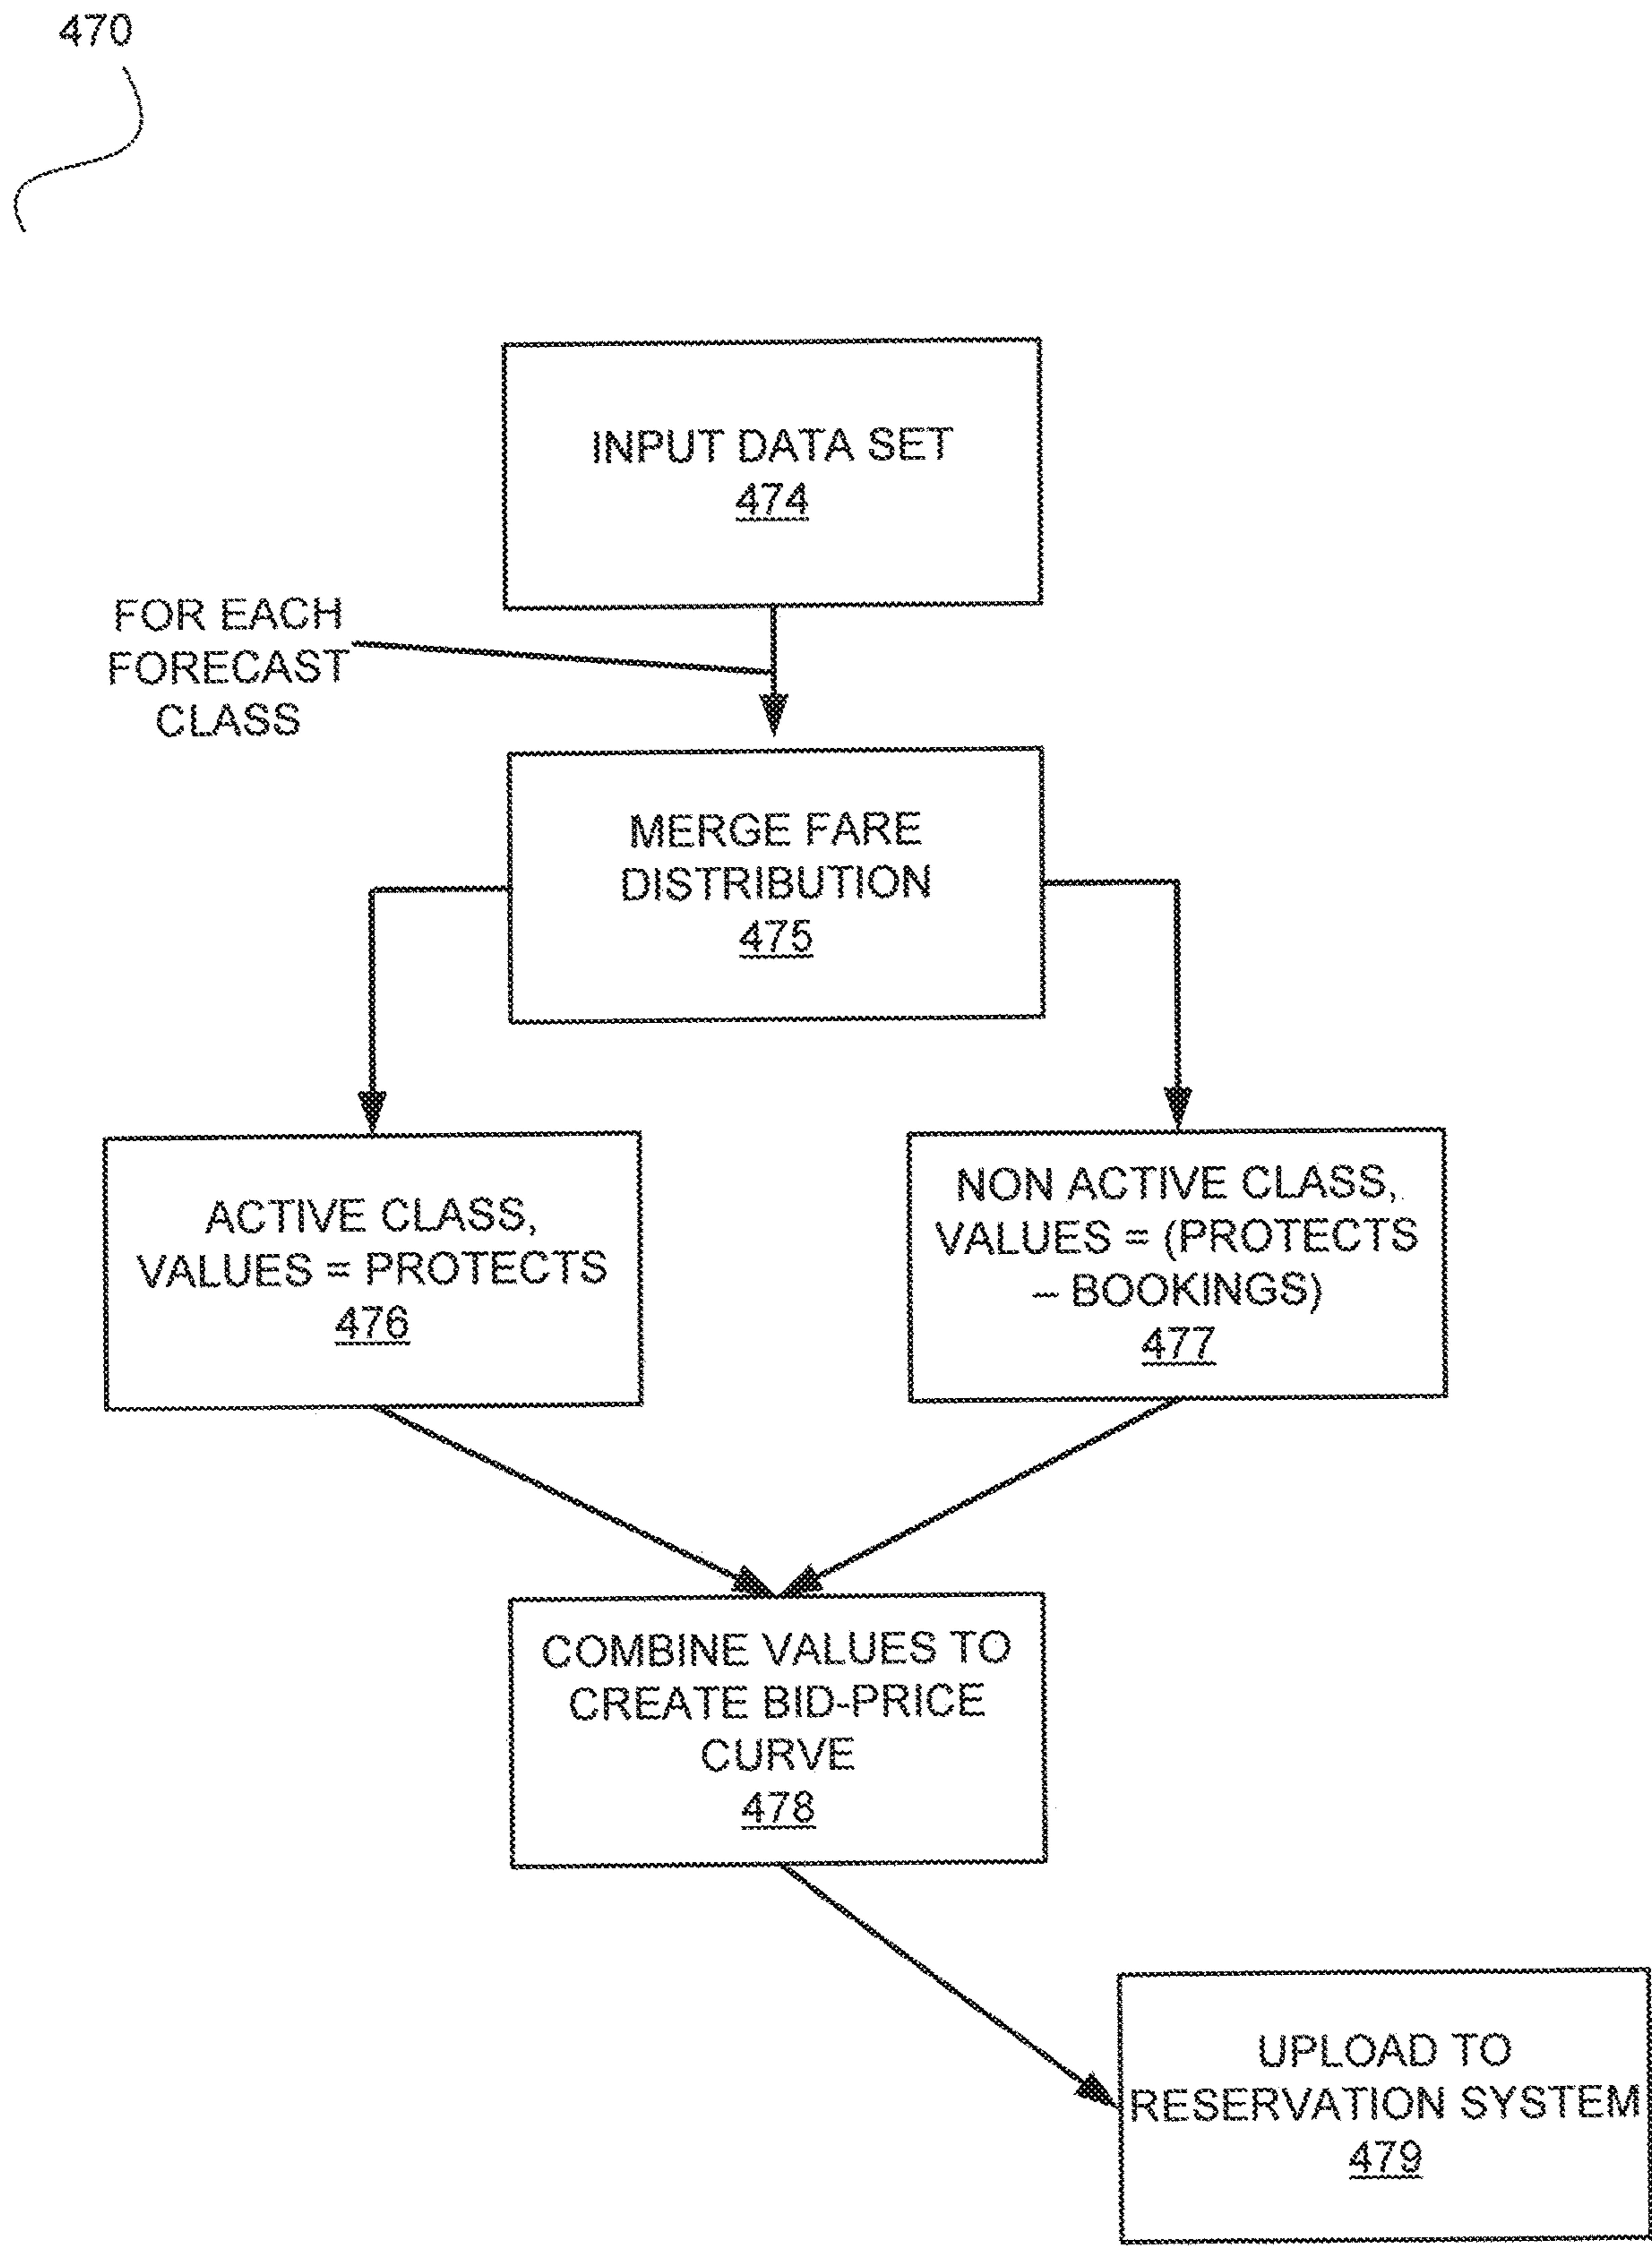 470
INPUT DATA SET
474
FOR EACH
FORECAST
CLASS
MERGE FARE
DISTRIBUTION
475
ACTIVE CLASS,
VALUES = PROTECTS
476
NON ACTIVE CLASS,
VALUES = (PROTECTS
– BOOKINGS)
477
COMBINE VALUES TO
CREATE BID-PRICE
CURVE
478
UPLOAD TO
RESERVATION SYSTEM
479